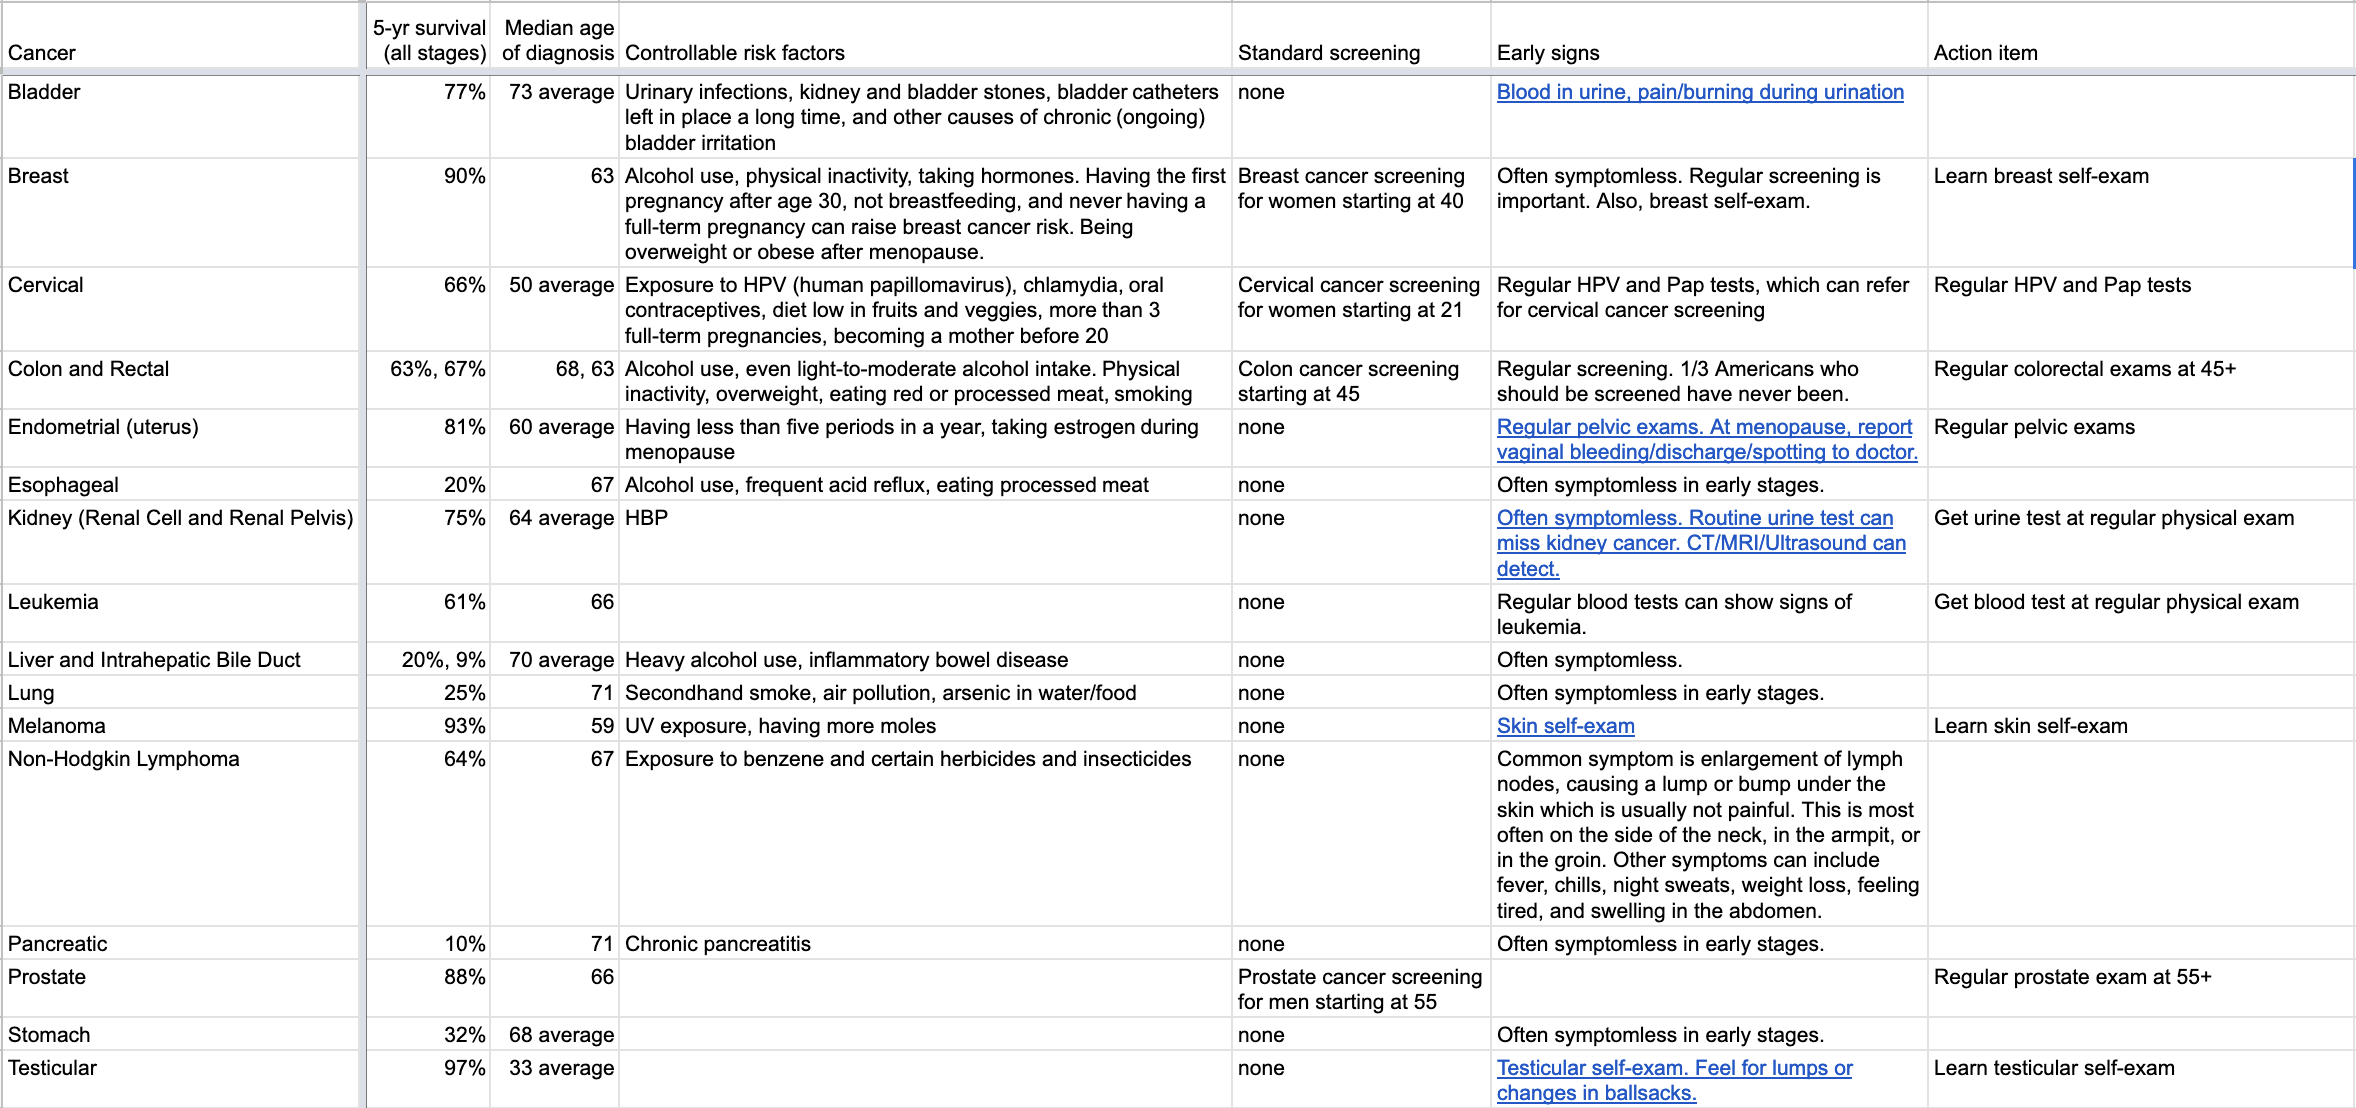 Cancer 5-yr survival (all stages) Median age of diagnosis Controllable risk factors Standard screening Early signs Action item
Bladder 77% 73 average Urinary infections, kidney and bladder stones, bladder catheters none Blood in urine, pain/burning during urination
left in place a long time, and other causes of chronic (ongoing)
bladder irritation
Breast 90% 63 Alcohol use, physical inactivity, taking hormones. Having the first Breast cancer screening Often symptomless. Regular screening is Learn breast self-exam
pregnancy after age 30, not breastfeeding, and never having a for women starting at 40 important. Also, breast self-exam.
full-term pregnancy can raise breast cancer risk. Being
overweight or obese after menopause.
Cervical 66% 50 average Exposure to HPV (human papillomavirus), chlamydia, oral Cervical cancer screening Regular HPV and Pap tests, which can refer Regular HPV and Pap tests
contraceptives, diet low in fruits and veggies, more than 3 for women starting at 21 for cervical cancer screening
full-term pregnancies, becoming a mother before 20
Colon and Rectal 63%, 67% 68, 63 Alcohol use, even light-to-moderate alcohol intake. Physical Colon cancer screening Regular screening. 1/3 Americans who Regular colorectal exams at 45+
inactivity, overweight, eating red or processed meat, smoking starting at 45 should be screened have never been.
Endometrial (uterus) 81% 60 average Having less than five periods in a year, taking estrogen during none Regular pelvic exams. At menopause, report Regular pelvic exams
menopause vaginal bleeding/discharge/spotting to doctor.
Esophageal 20% 67 Alcohol use, frequent acid reflux, eating processed meat none Often symptomless in early stages.
Kidney (Renal Cell and Renal Pelvis) 75% 64 average HBP none Often symptomless. Routine urine test can Get urine test at regular physical exam
miss kidney cancer. CT/MRI/Ultrasound can
detect.
Leukemia 61% 66 none Regular blood tests can show signs of Get blood test at regular physical exam
leukemia.
Liver and Intrahepatic Bile Duct 20%, 9% 70 average Heavy alcohol use, inflammatory bowel disease none Often symptomless.
Lung 25% 71 Secondhand smoke, air pollution, arsenic in water/food none Often symptomless in early stages.
Melanoma 93% 59 UV exposure, having more moles none Skin self-exam Learn skin self-exam
Non-Hodgkin Lymphoma 64% 67 Exposure to benzene and certain herbicides and insecticides none Common symptom is enlargement of lymph
nodes, causing a lump or bump under the
skin which is usually not painful. This is most
often on the side of the neck, in the armpit, or
in the groin. Other symptoms can include
fever, chills, night sweats, weight loss, feeling
tired, and swelling in the abdomen.
Pancreatic 10% 71 Chronic pancreatitis none Often symptomless in early stages.
Prostate 88% 66 Prostate cancer screening Regular prostate exam at 55+
for men starting at 55
Stomach 32% 68 average none Often symptomless in early stages.
Testicular 97% 33 average none Testicular self-exam. Feel for lumps or Learn testicular self-exam
changes in ballsacks.